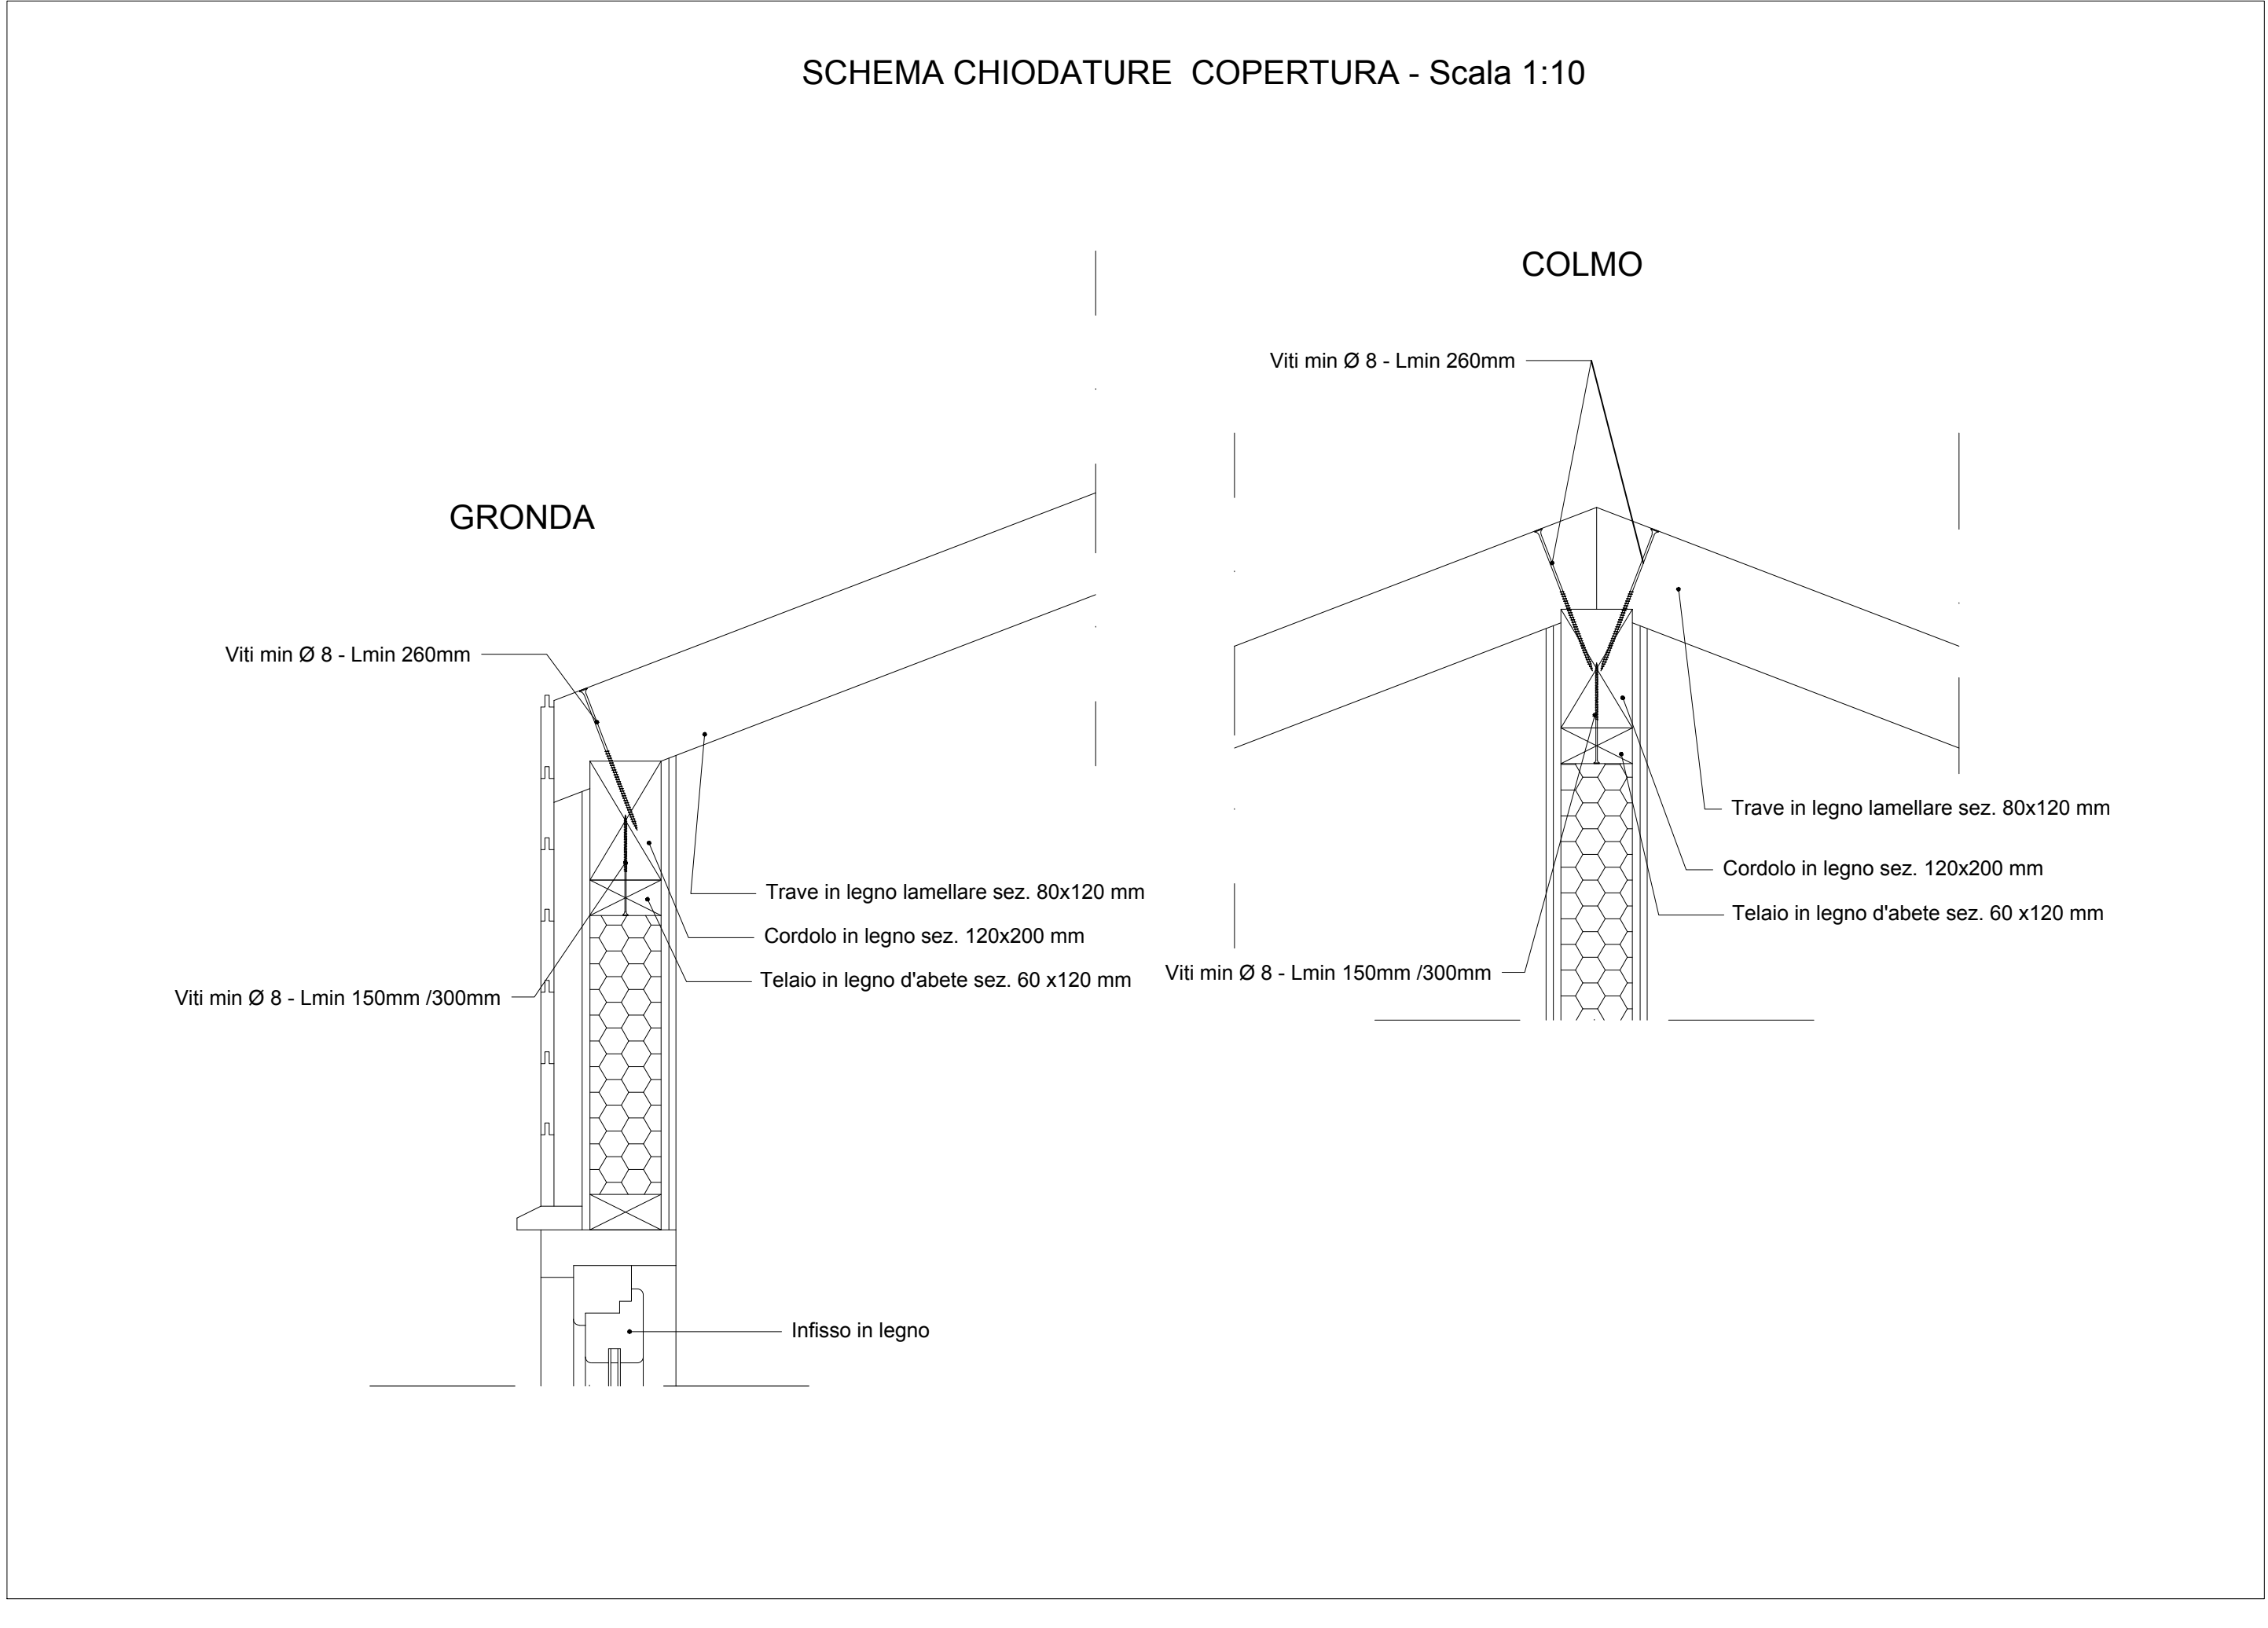 SCHEMA CHIODATURE  COPERTURA - Scala 1:10
GRONDA
Viti min Ø 8 - Lmin 260mm
Trave in legno lamellare sez. 80x120 mm
Cordolo in legno sez. 120x200 mm
Telaio in legno d'abete sez. 60 x120 mm
Viti min Ø 8 - Lmin 150mm /300mm
Infisso in legno
COLMO
Viti min Ø 8 - Lmin 260mm
Trave in legno lamellare sez. 80x120 mm
Cordolo in legno sez. 120x200 mm
Telaio in legno d'abete sez. 60 x120 mm
Viti min Ø 8 - Lmin 150mm /300mm